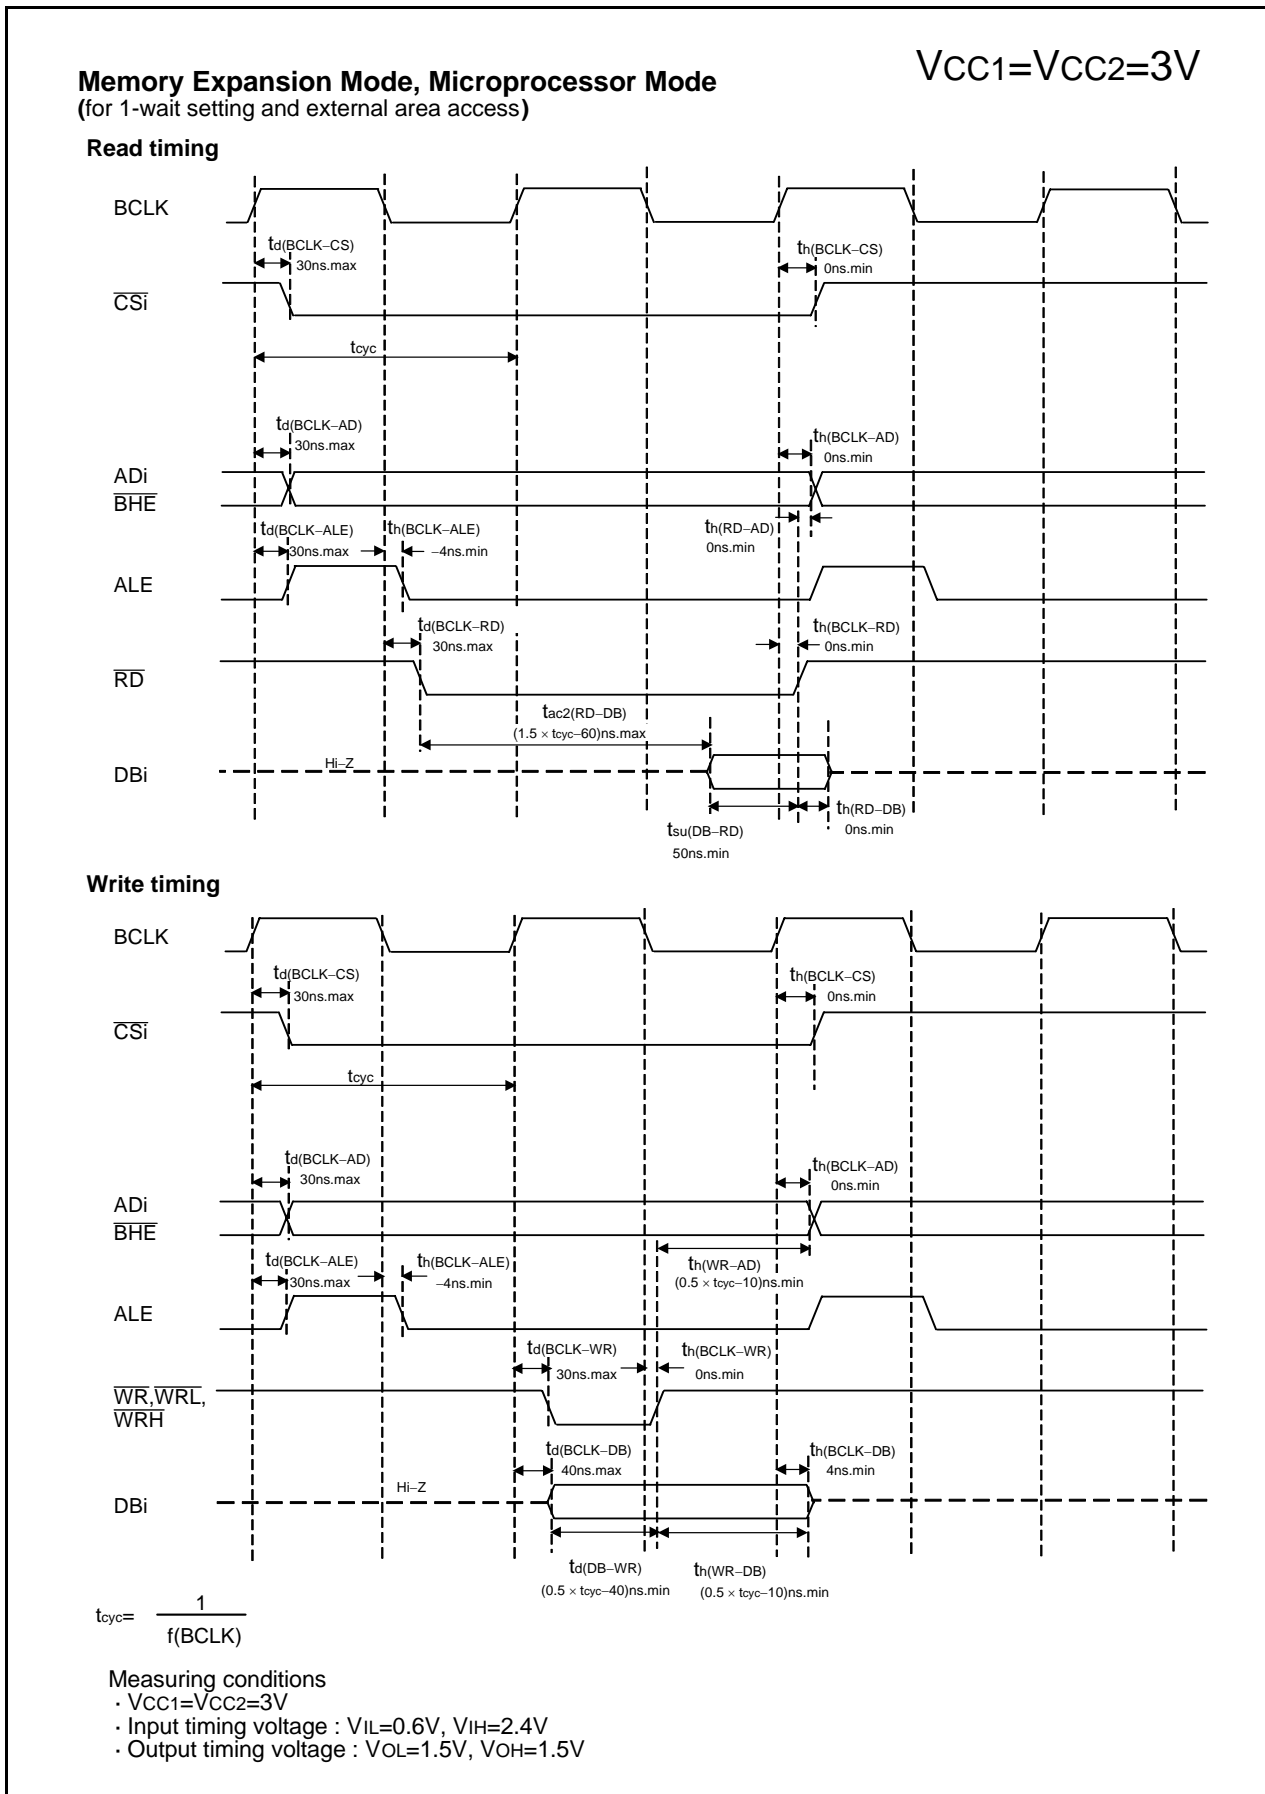 VCC1=VCC2=3V
Memory Expansion Mode, Microprocessor Mode
(for 1-wait setting and external area access)
Read timing
BCLK
td(BCLK–CS)
30ns.max
th(BCLK–CS)
0ns.min
CSi
tcyc
td(BCLK–AD)
30ns.max
th(BCLK–AD)
0ns.min
ADi
BHE
td(BCLK–ALE)
30ns.max
th(BCLK–ALE)
–4ns.min
th(RD–AD)
0ns.min
ALE
td(BCLK–RD)
30ns.max
th(BCLK–RD)
0ns.min
RD
tac2(RD–DB)
(1.5 × tcyc–60)ns.max
Hi–Z
DBi
tsu(DB–RD)
50ns.min
th(RD–DB)
0ns.min
Write timing
BCLK
td(BCLK–CS)
30ns.max
th(BCLK–CS)
0ns.min
CSi
tcyc
td(BCLK–AD)
30ns.max
th(BCLK–AD)
0ns.min
ADi
BHE
td(BCLK–ALE)
30ns.max
th(BCLK–ALE)
–4ns.min
th(WR–AD)
(0.5 × tcyc–10)ns.min
ALE
td(BCLK–WR)
30ns.max
th(BCLK–WR)
0ns.min
WR,WRL,
WRH
td(BCLK–DB)
40ns.max
th(BCLK–DB)
4ns.min
Hi–Z
DBi
td(DB–WR)
(0.5 × tcyc–40)ns.min
th(WR–DB)
(0.5 × tcyc–10)ns.min
tcyc= 1
f(BCLK)
Measuring conditions
· VCC1=VCC2=3V
· Input timing voltage : VIL=0.6V, VIH=2.4V
· Output timing voltage : VOL=1.5V, VOH=1.5V